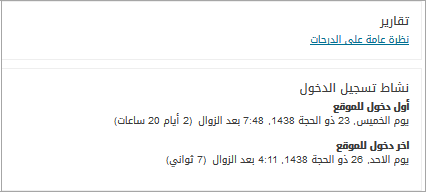 تقارير
نظرة عامة على الدرجات
نشاط تسجيل الدخول
أول دخول للموقع
يوم الخميس, 23 ذو الحجة 1438, 7:48 بعد الزوال (2 أيام 20 ساعات)
اخر دخول للموقع
يوم الاحد, 26 ذو الحجة 1438, 4:11 بعد الزوال (7 ثواني)